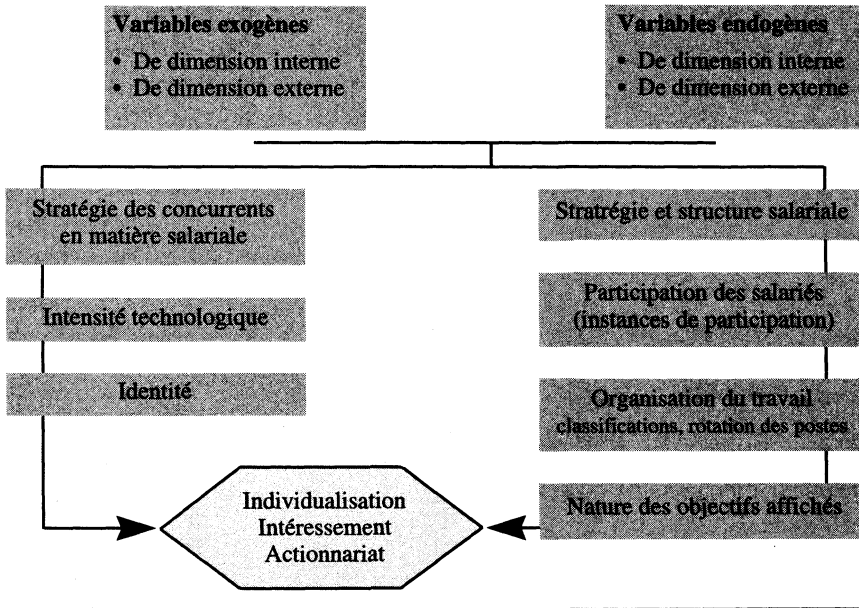 Variables exogènes
• De dimension interne
• De dimension externe
Variables endogènes
• De dimension interne
• De dimension externe
Stratégie des concurrents
en matière salariale
Intensité technologique
Identité
Stratrégie et structure salariale
Participation des salariés
(instances de participation)
Organisation du travail
classifications, rotation des postes
Nature des objectifs affichés
Individualisation
Intéressement
Actionnariat